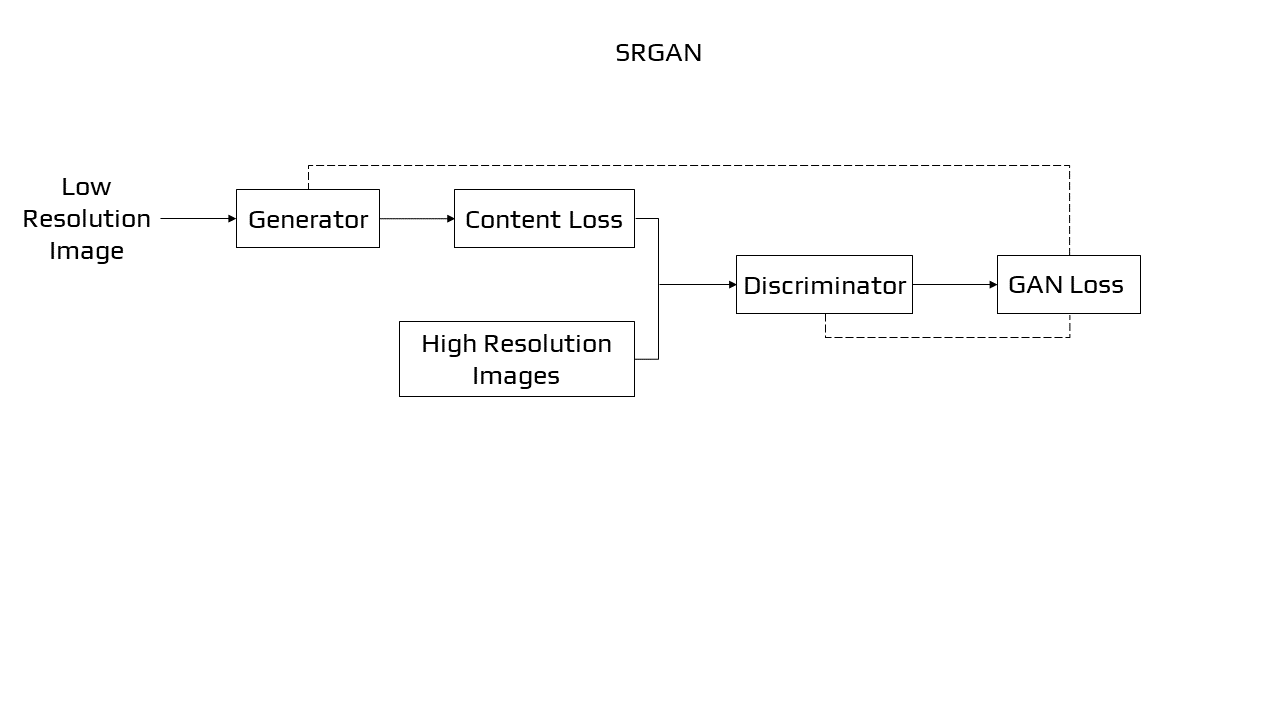 SRGAN
Low
Resolution
Image
Generator
Content Loss
High Resolution
Images
Discriminator
GAN Loss